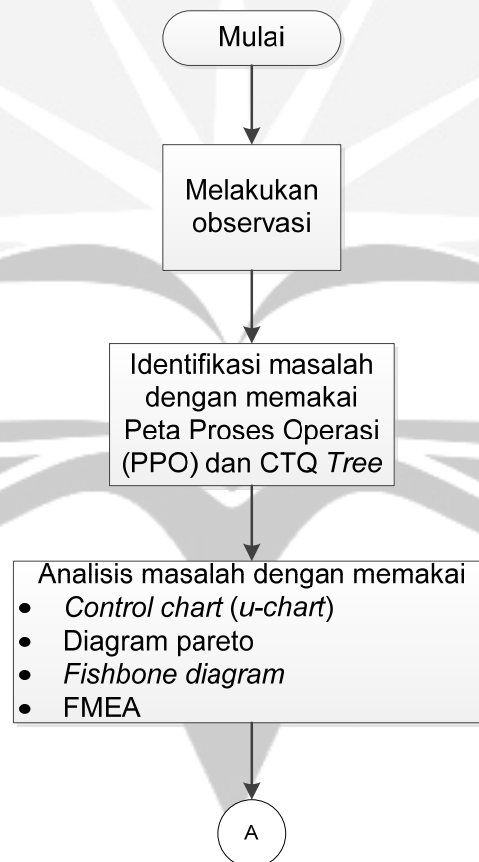 Mulai
Melakukan
observasi
Identifikasi masalah
dengan memakai
Peta Proses Operasi
(PPO) dan CTQ Tree
Analisis masalah dengan memakai
• Control chart (u-chart)
• Diagram pareto
• Fishbone diagram
• FMEA
A